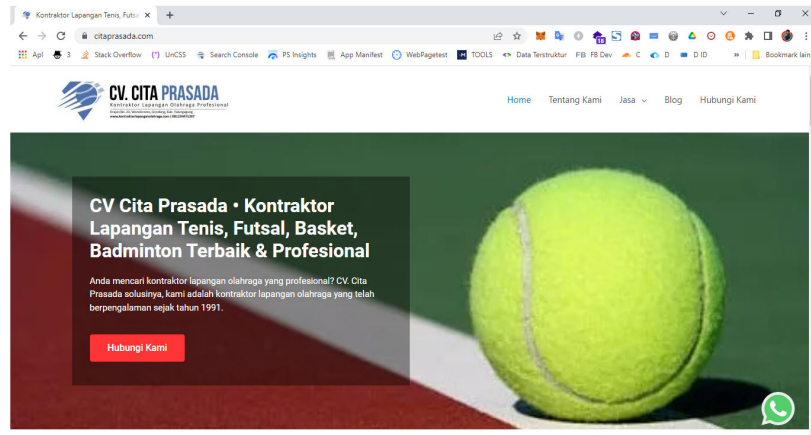 Kontraktor Lapangan Tenis, Futsa
citaprasada.com
Apl 3 Stack Overflow {*} UnCSS Search Console PS Insights App Manifest WebPagetest TOOLS <> Data Terstruktur FB FB Dev C D D ID » Bookmark lain
CV. CITA PRASADA
Kontraktor Lapangan Olahraga Profesional
Home Tentang Kami Jasa Blog Hubungi Kami
CV Cita Prasada • Kontraktor
Lapangan Tenis, Futsal, Basket,
Badminton Terbaik & Profesional
Anda mencari kontraktor lapangan olahraga yang profesional? CV. Cita
Prasada solusinya, kami adalah kontraktor lapangan olahraga yang telah
berpengalaman sejak tahun 1991.
Hubungi Kami